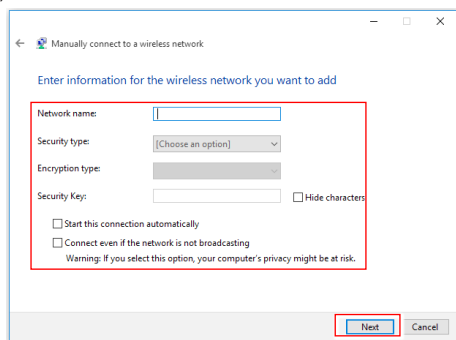 Manually connect to a wireless network
Enter information for the wireless network you want to add
Network name:
Security type: [Choose an option]
Encryption type:
Security Key: Hide characters
Start this connection automatically
Connect even if the network is not broadcasting
Warning: If you select this option, your computer's privacy might be at risk.
Next Cancel